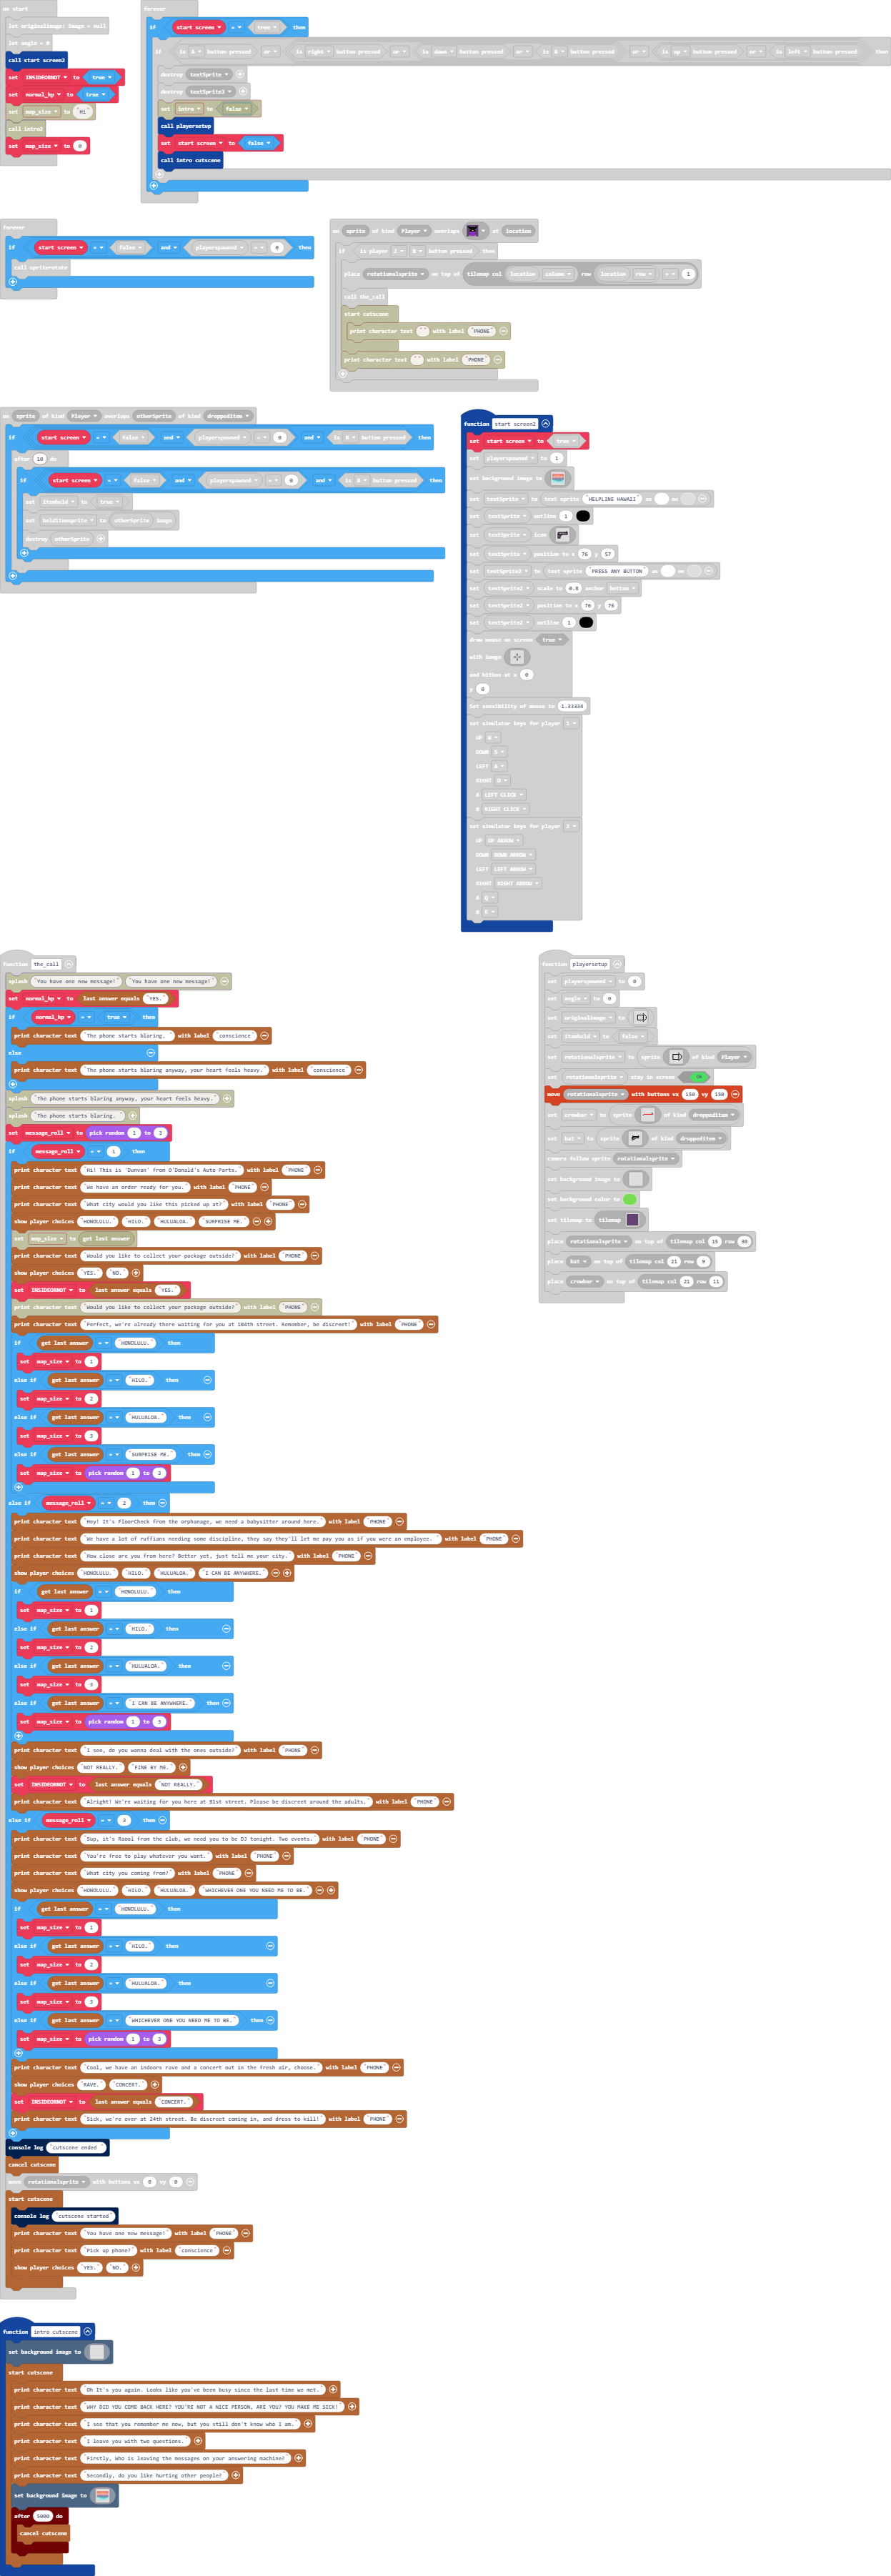 on start
let originalimage: Image = null
let angle = 0
call start screen2
set INSIDEORNOT to true
set normal_hp to true
set map_size to "Hi"
call intro2
set map_size to 0
forever
if start screen = true then
if is A button pressed or is right button pressed or is down button pressed or is B button pressed or is up button pressed or is left button pressed then
destroy textSprite
destroy textSprite2
set intro to false
call playersetup
set start screen to false
call intro cutscene
forever
if start screen = false and playerspawned = 0 then
call spriterotate
on sprite of kind Player overlaps at location
if is player 2 B button pressed then
place rotationalsprite on top of tilemap col location column row location row + 1
call the_call
start cutscene
print character text " " with label "PHONE"
print character text " " with label "PHONE"
on sprite of kind Player overlaps otherSprite of kind droppeditem
if start screen = false and playerspawned = 0 and is B button pressed then
after 10 do
if start screen = false and playerspawned = 0 and is B button pressed then
set itemheld to true
set helditemsprite to otherSprite image
destroy otherSprite
function start screen2
set start screen to true
set playerspawned to 1
set background image to
set textSprite to text sprite "HELPLINE HAWAII"
set textSprite outline 1
set textSprite icon
set textSprite position to x 76 y 57
set textSprite2 to text sprite "PRESS ANY BUTTON"
set textSprite2 scale to 0.8 anchor bottom
set textSprite2 position to x 76 y 76
set textSprite2 outline 1
draw mouse on screen true
with image
and hitbox at x 0
y 0
Set sensibility of mouse to 1.33334
set simulator keys for player 1
UP W
DOWN S
LEFT A
RIGHT D
A LEFT CLICK
B RIGHT CLICK
set simulator keys for player 2
UP UP ARROW
DOWN DOWN ARROW
LEFT LEFT ARROW
RIGHT RIGHT ARROW
A Q
B E
function the_call
splash "You have one new message!" "You have one new message!"
set normal_hp to last answer equals "YES."
if normal_hp = true then
print character text "The phone starts blaring." with label "conscience"
else
print character text "The phone starts blaring anyway, your heart feels heavy." with label "conscience"
splash "The phone starts blaring anyway, your heart feels heavy."
splash "The phone starts blaring."
set message_roll to pick random 1 to 3
if message_roll = 1 then
print character text "Hi! This is 'Dunvan' from O'Donald's Auto Parts." with label "PHONE"
print character text "We have an order ready for you." with label "PHONE"
print character text "What city would you like this picked up at?" with label "PHONE"
show player choices "HONOLULU." "HILO." "HULUALOA." "SURPRISE ME."
set map_size to get last answer
print character text "Would you like to collect your package outside?" with label "PHONE"
show player choices "YES." "NO."
set INSIDEORNOT to last answer equals "YES."
print character text "Would you like to collect your package outside?" with label "PHONE"
print character text "Perfect, we're already there waiting for you at 104th street. Remember, be discreet!" with label "PHONE"
if get last answer = "HONOLULU." then
set map_size to 1
else if get last answer = "HILO." then
set map_size to 2
else if get last answer = "HULUALOA." then
set map_size to 3
else if get last answer = "SURPRISE ME." then
set map_size to pick random 1 to 3
else if message_roll = 2 then
print character text "Hey! It's FloorCheck from the orphanage, we need a babysitter around here." with label "PHONE"
print character text "We have a lot of ruffians needing some discipline, they say they'll let me pay you as if you were an employee. " with label "PHONE"
print character text "How close are you from here? Better yet, just tell me your city." with label "PHONE"
show player choices "HONOLULU." "HILO." "HULUALOA." "I CAN BE ANYWHERE."
if get last answer = "HONOLULU." then
set map_size to 1
else if get last answer = "HILO." then
set map_size to 2
else if get last answer = "HULUALOA." then
set map_size to 3
else if get last answer = "I CAN BE ANYWHERE." then
set map_size to pick random 1 to 3
print character text "I see, do you wanna deal with the ones outside?" with label "PHONE"
show player choices "NOT REALLY." "FINE BY ME."
set INSIDEORNOT to last answer equals "NOT REALLY."
print character text "Alright! We're waiting for you here at 81st street. Please be discreet around the adults." with label "PHONE"
else if message_roll = 3 then
print character text "Sup, it's Raool from the club, we need you to be DJ tonight. Two events." with label "PHONE"
print character text "You're free to play whatever you want." with label "PHONE"
print character text "What city you coming from?" with label "PHONE"
show player choices "HONOLULU." "HILO." "HULUALOA." "WHICHEVER ONE YOU NEED ME TO BE."
if get last answer = "HONOLULU." then
set map_size to 1
else if get last answer = "HILO." then
set map_size to 2
else if get last answer = "HULUALOA." then
set map_size to 3
else if get last answer = "WHICHEVER ONE YOU NEED ME TO BE." then
set map_size to pick random 1 to 3
print character text "Cool, we have an indoors rave and a concert out in the fresh air, choose." with label "PHONE"
show player choices "RAVE." "CONCERT."
set INSIDEORNOT to last answer equals "CONCERT."
print character text "Sick, we're over at 24th street. Be discreet coming in, and dress to kill!" with label "PHONE"
console log "cutscene ended"
cancel cutscene
move rotationalsprite with buttons vx 0 vy 0
start cutscene
console log "cutscene started"
print character text "You have one new message!" with label "PHONE"
print character text "Pick up phone?" with label "conscience"
show player choices "YES." "NO."
function playersetup
set playerspawned to 0
set angle to 0
set originalimage to
set itemheld to false
set rotationalsprite to sprite of kind Player
set rotationalsprite stay in screen ON
move rotationalsprite with buttons vx 150 vy 150
set crowbar to sprite of kind droppeditem
set bat to sprite of kind droppeditem
camera follow sprite rotationalsprite
set background image to
set background color to
set tilemap to tilemap
place rotationalsprite on top of tilemap col 15 row 30
place bat on top of tilemap col 21 row 9
place crowbar on top of tilemap col 21 row 11
function intro cutscene
set background image to
start cutscene
print character text "Oh It's you again. Looks like you've been busy since the last time we met."
print character text "WHY DID YOU COME BACK HERE? YOU'RE NOT A NICE PERSON, ARE YOU? YOU MAKE ME SICK!"
print character text "I see that you remember me now, but you still don't know who I am."
print character text "I leave you with two questions."
print character text "Firstly, Who is leaving the messages on your answering machine?"
print character text "Secondly, do you like hurting other people?"
set background image to
after 5000 do
cancel cutscene